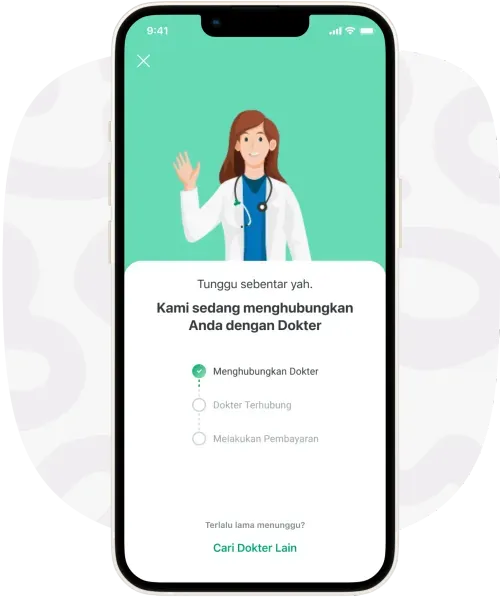 9:41
Tunggu sebentar yah.
Kami sedang menghubungkan
Anda dengan Dokter
Menghubungkan Dokter
Dokter Terhubung
Melakukan Pembayaran
Terlalu lama menunggu?
Cari Dokter Lain